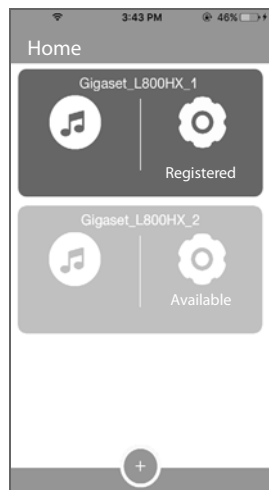 3:43 PM
46%
Home
Gigaset_L800HX_1
Registered
Gigaset_L800HX_2
Available
+